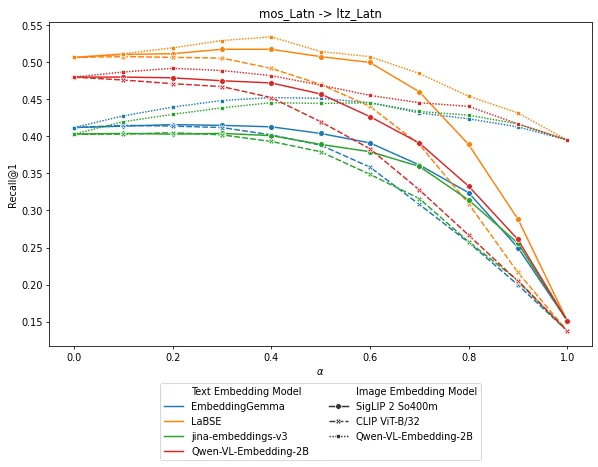 mos_Latn -> ltz_Latn
0.55
0.50
0.45
0.40
0.35
0.30
0.25
0.20
0.15
Recall@1
0.0 0.2 0.4 0.6 0.8 1.0
α
Text Embedding Model
EmbeddingGemma
LaBSE
jina-embeddings-v3
Qwen-VL-Embedding-2B
Image Embedding Model
SigLIP 2 So400m
CLIP ViT-B/32
Qwen-VL-Embedding-2B